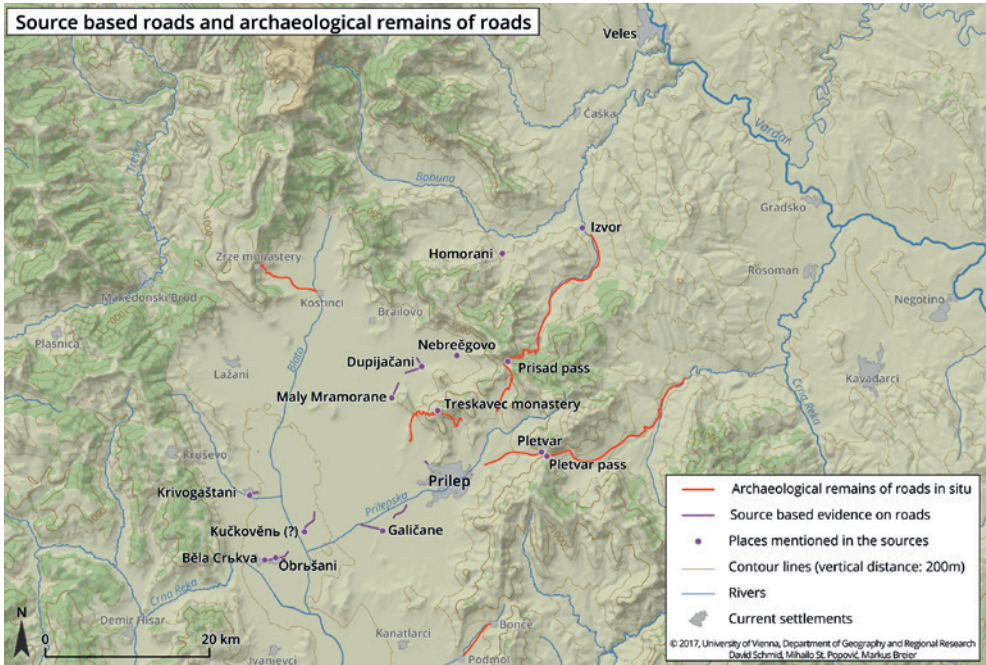 Source based roads and archaeological remains of roads
Veles
Čaška
Vardar
Treska
Bobuna
Gradsko
Izvor
Homorani
Zrze monastery
Rosoman
Makedonski Brod
Kostinci
Negotino
1000
Plasnica
Brailovo
Nebreěgovo
Dupijačani
Prisad pass
Blato
Lažani
Kavadarci
Crna Reka
Maly Mramorane
Treskavec monastery
Kruševo
Pletvar
Pletvar pass
Prilep
Krivogaštani
Prilepska
Kučkověnь (?)
Galičane
Běla Crьkva
Obrьšani
Crna Reka
Demir Hisar
Kanatlarci
Bonče
Ivanjevci
Podmol
N
0 20 km
Archaeological remains of roads in situ
Source based evidence on roads
Places mentioned in the sources
Contour lines (vertical distance: 200m)
Rivers
Current settlements
© 2017, University of Vienna, Department of Geography and Regional Research
David Schmid, Mihailo St. Popović, Markus Breier